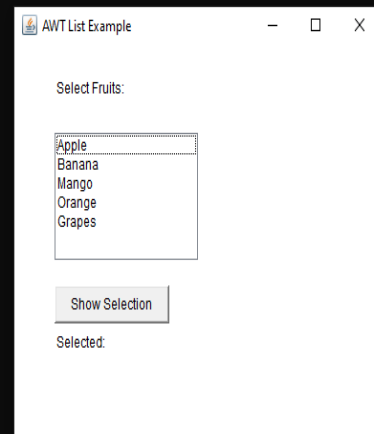 AWT List Example
Select Fruits:
Apple
Banana
Mango
Orange
Grapes
Show Selection
Selected: